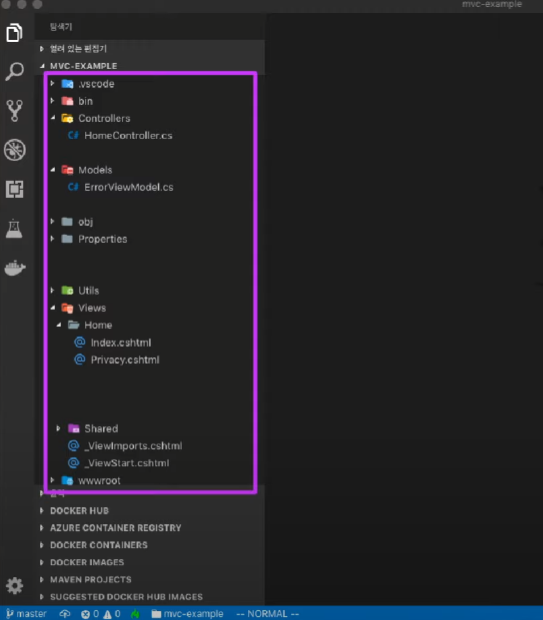 mvc-example
탐색기
열려 있는 편집기
MVC-EXAMPLE
.vscode
bin
Controllers
C# HomeController.cs
Models
C# ErrorViewModel.cs
obj
Properties
Utils
Views
Home
@ Index.cshtml
@ Privacy.cshtml
Shared
@ _ViewImports.cshtml
@ _ViewStart.cshtml
wwwroot
DOCKER HUB
AZURE CONTAINER REGISTRY
DOCKER CONTAINERS
DOCKER IMAGES
MAVEN PROJECTS
SUGGESTED DOCKER HUB IMAGES
master 0 0 mvc-example -- NORMAL --